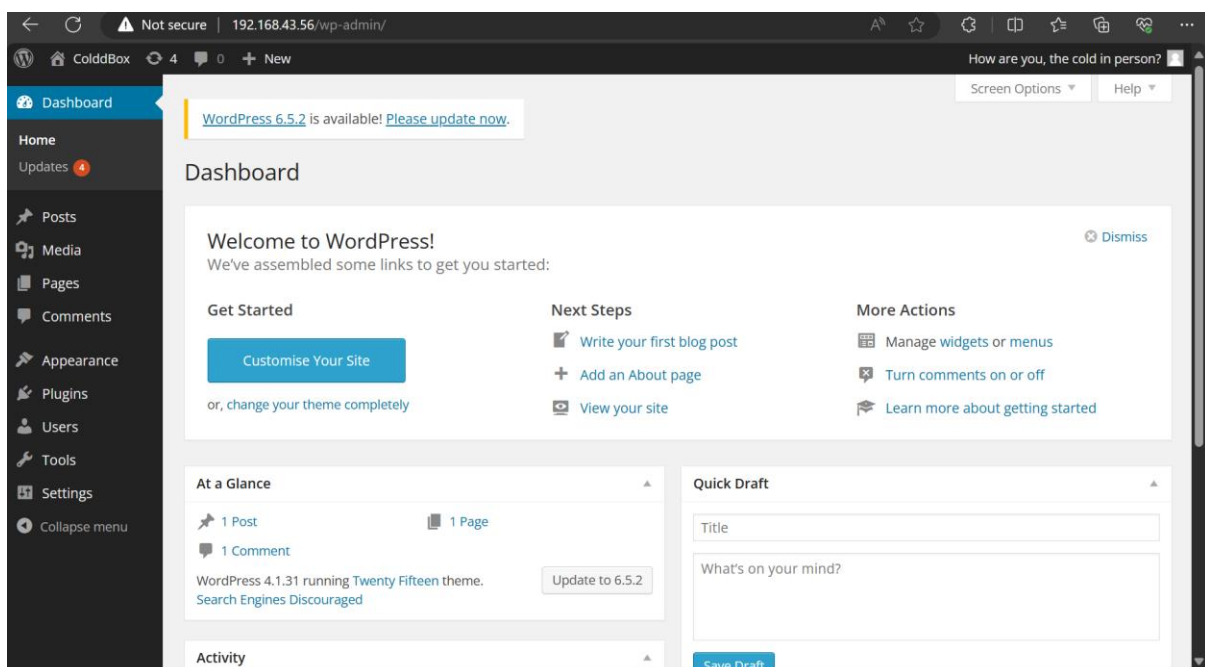 Not secure | 192.168.43.56/wp-admin/
ColddBox 4 0 New How are you, the cold in person?
Screen Options Help
Dashboard
WordPress 6.5.2 is available! Please update now.
Home
Updates 4
Dashboard
Posts
Media
Pages
Comments
Appearance
Plugins
Users
Tools
Settings
Collapse menu
Welcome to WordPress!
Dismiss
We've assembled some links to get you started:
Get Started
Customise Your Site
or, change your theme completely
Next Steps
Write your first blog post
Add an About page
View your site
More Actions
Manage widgets or menus
Turn comments on or off
Learn more about getting started
At a Glance
1 Post 1 Page
1 Comment
WordPress 4.1.31 running Twenty Fifteen theme.
Update to 6.5.2
Search Engines Discouraged
Activity
Quick Draft
Title
What's on your mind?
Save Draft